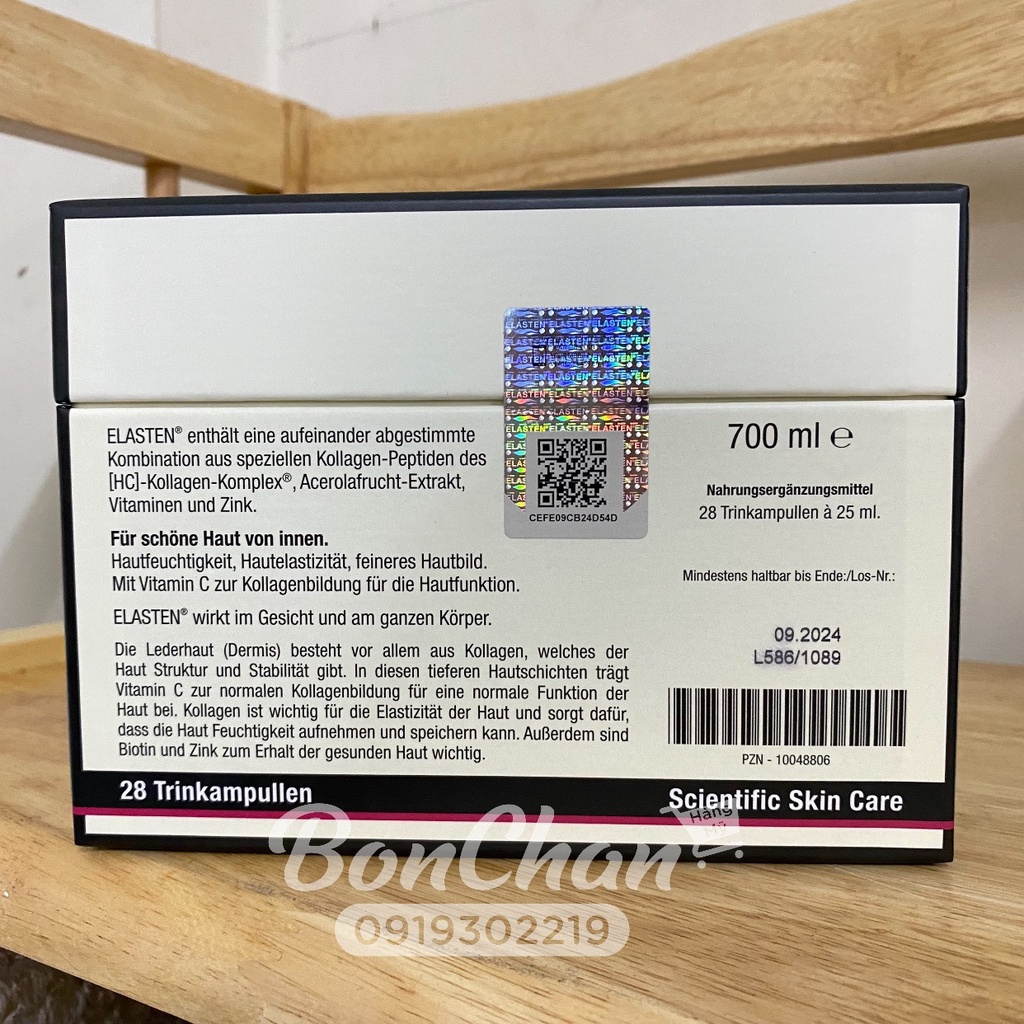 ELASTEN® enthält eine aufeinander abgestimmte
Kombination aus speziellen Kollagen-Peptiden des
[HC]-Kollagen-Komplex®, Acerolafrucht-Extrakt,
Vitaminen und Zink.
Für schöne Haut von innen.
Hautfeuchtigkeit, Hautelastizität, feineres Hautbild.
Mit Vitamin C zur Kollagenbildung für die Hautfunktion.
ELASTEN® wirkt im Gesicht und am ganzen Körper.
Die Lederhaut (Dermis) besteht vor allem aus Kollagen, welches der
Haut Struktur und Stabilität gibt. In diesen tieferen Hautschichten trägt
Vitamin C zur normalen Kollagenbildung für eine normale Funktion der
Haut bei. Kollagen ist wichtig für die Elastizität der Haut und sorgt dafür,
dass die Haut Feuchtigkeit aufnehmen und speichern kann. Außerdem sind
Biotin und Zink zum Erhalt der gesunden Haut wichtig.
ELASTEN ELASTEN ELASTEN
CEFE09CB24D54D
700 ml ℮
Nahrungsergänzungsmittel
28 Trinkampullen à 25 ml.
Mindestens haltbar bis Ende:/Los-Nr.:
09.2024
L586/1089
PZN - 10048806
28 Trinkampullen
Scientific Skin Care
BonChan
Hàng
Mỹ
0919302219